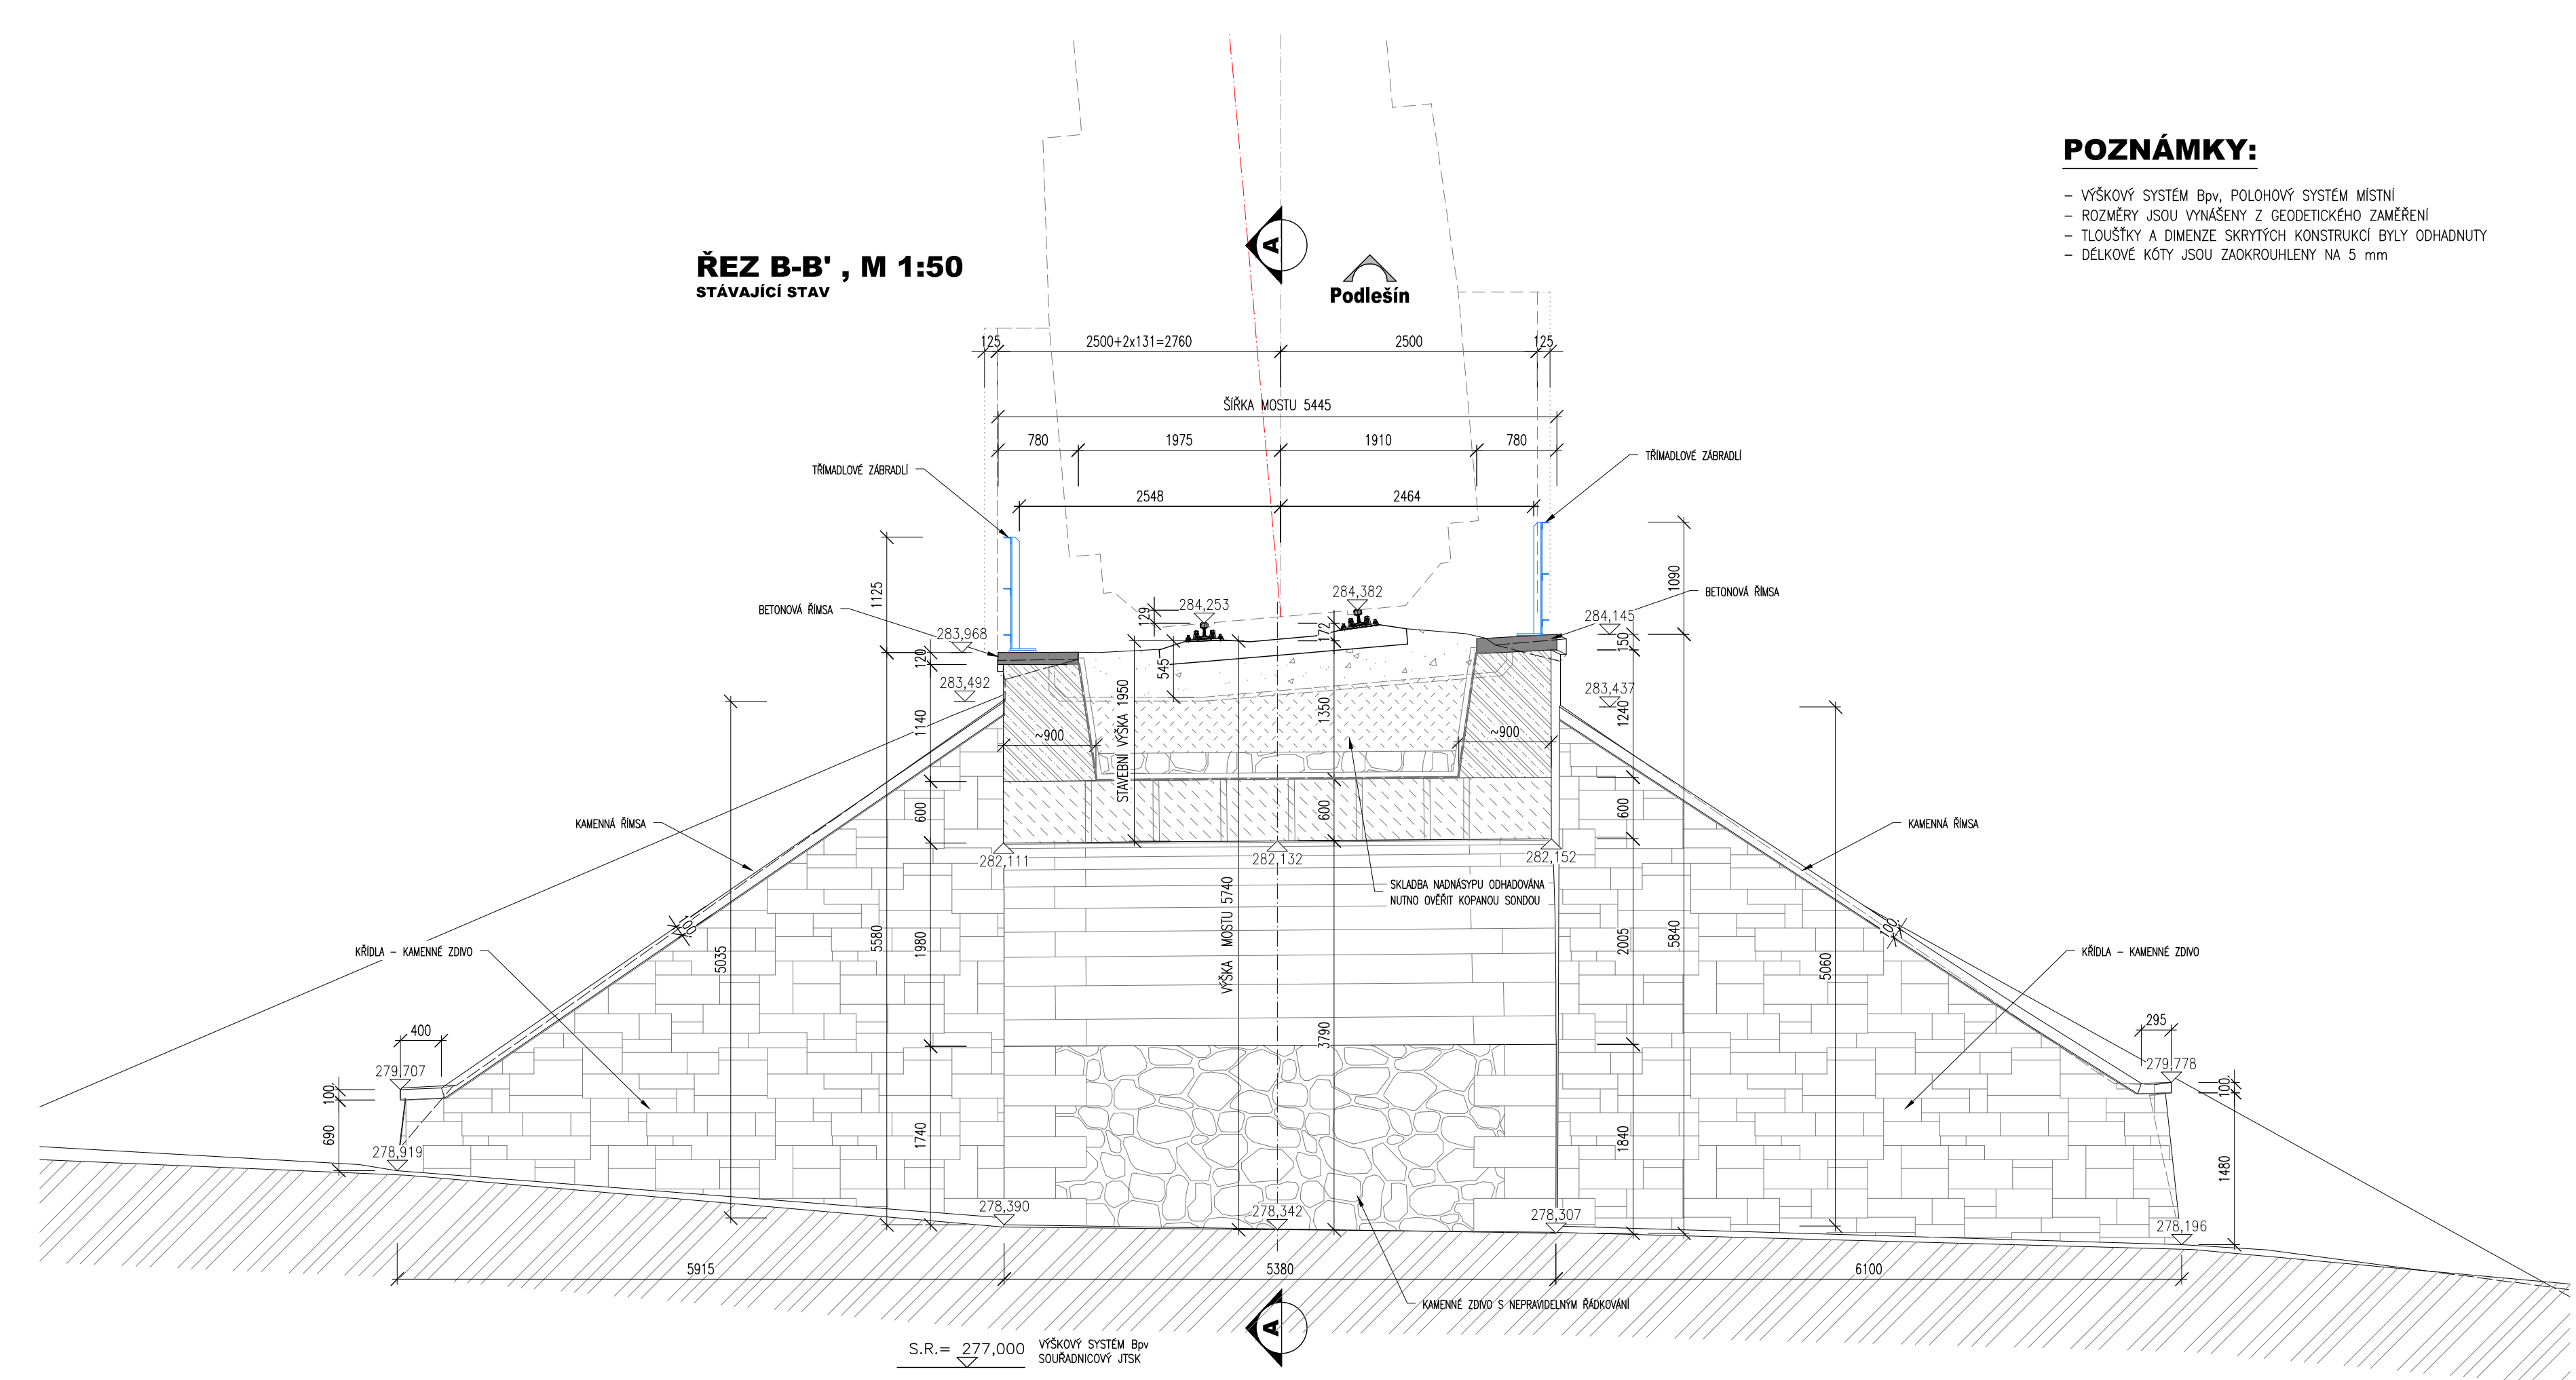 POZNÁMKY:
– VÝŠKOVÝ SYSTÉM Bpv, POLOHOVÝ SYSTÉM MÍSTNÍ
– ROZMĚRY JSOU VYNÁŠENY Z GEODETICKÉHO ZAMĚŘENÍ
– TLOUŠŤKY A DIMENZE SKRYTÝCH KONSTRUKCÍ BYLY ODHADNUTY
– DÉLKOVÉ KÓTY JSOU ZAOKROUHLENY NA 5 mm
ŘEZ B-B' , M 1:50
STÁVAJÍCÍ STAV
A
Podlešín
125
2500+2x131=2760
2500
125
ŠÍŘKA MOSTU 5445
780
1975
1910
780
2548
2464
TŘÍMADLOVÉ ZÁBRADLÍ
TŘÍMADLOVÉ ZÁBRADLÍ
BETONOVÁ ŘÍMSA
BETONOVÁ ŘÍMSA
1125
1090
129
284,253
284,382
172
284,145
150
283,968
120
545
283,492
283,437
1140
1240
STAVEBNÍ VÝŠKA 1950
1350
~900
~900
600
600
600
KAMENNÁ ŘÍMSA
KAMENNÁ ŘÍMSA
282,111
282,132
282,152
SKLADBA NADNÁSYPU ODHADOVÁNA
NUTNO OVĚŘIT KOPANOU SONDOU
VÝŠKA MOSTU 5740
100
100
KŘÍDLA – KAMENNÉ ZDIVO
KŘÍDLA – KAMENNÉ ZDIVO
5035
5580
1980
2005
5840
5060
3790
400
295
279,707
279,778
100
100
690
1740
1840
1480
278,919
278,390
278,342
278,307
278,196
5915
5380
6100
KAMENNÉ ZDIVO S NEPRAVIDELNÝM ŘÁDKOVÁNÍ
A
S.R.= 277,000
VÝŠKOVÝ SYSTÉM Bpv
SOUŘADNICOVÝ JTSK